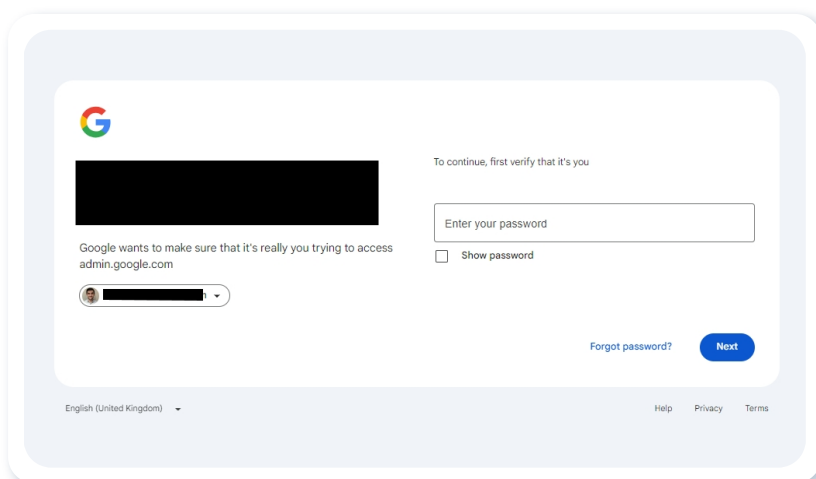 Google wants to make sure that it's really you trying to access
admin.google.com
To continue, first verify that it's you
Enter your password
Show password
Forgot password?
Next
English (United Kingdom)
Help Privacy Terms